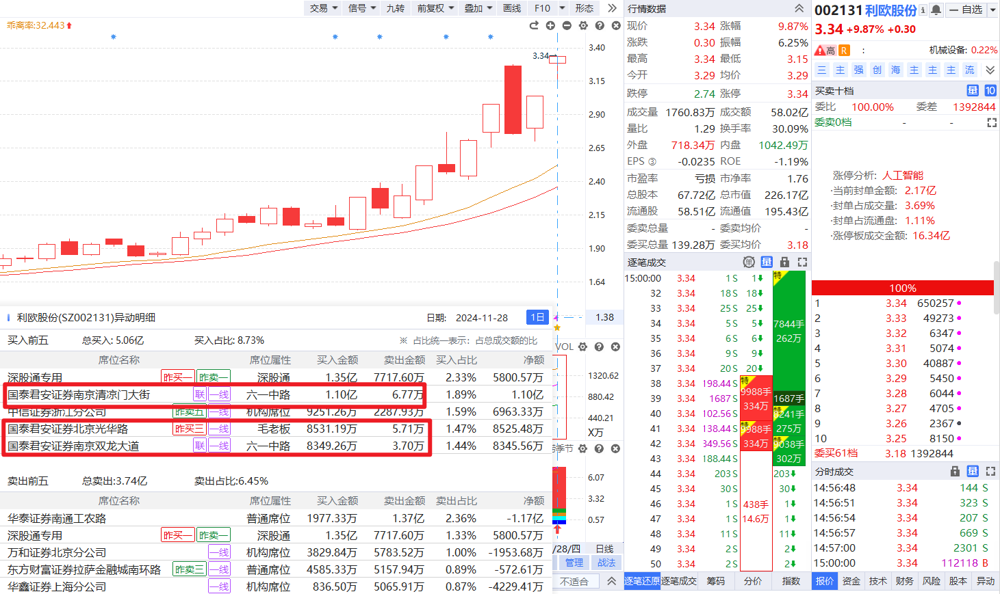 交易 信号 九转 前复权 叠加 画线 F10 形态
乖离率:32.443
3.34
3.40
3.15
2.90
2.65
2.40
2.15
1.90
1.64
1.38
利欧股份(SZ002131)异动明细 日期: 2024-11-28 1日
买入前五 总买入: 5.06亿 买入占比: 8.73% ※ 占比统一表示：占总成交额的比
席位名称 席位属性 买入金额 卖出金额 买入占比 净额
深股通专用 昨买一 昨卖一 深股通 1.35亿 7717.60万 2.33% 5800.57万
国泰君安证券南京清凉门大街 联 一线 六一中路 1.10亿 6.77万 1.89% 1.10亿
中信证券浙江分公司 昨卖五 一线 机构席位 9251.26万 2287.93万 1.59% 6963.33万
国泰君安证券北京光华路 昨买三 一线 毛老板 8531.19万 5.71万 1.47% 8525.48万
国泰君安证券南京双龙大道 联 一线 六一中路 8349.26万 3.70万 1.44% 8345.56万
卖出前五 总卖出:3.74亿 卖出占比:6.45%
席位名称 席位属性 买入金额 卖出金额 卖出占比 净额
华泰证券南通工农路 普通席位 1977.33万 1.37亿 2.36% -1.17亿
深股通专用 昨买一 昨卖一 深股通 1.35亿 7717.60万 1.33% 5800.57万
万和证券北京分公司 一线 机构席位 3829.84万 5783.52万 1.00% -1953.68万
东方财富证券拉萨金融城南环路 昨卖三 一线 普通席位 4585.33万 5157.94万 0.89% -572.61万
华鑫证券上海分公司 一线 机构席位 836.50万 5065.91万 0.87% -4229.41万
VOL
1320.62
880.42
440.21
X万
季节
6.07
3.32
0.57
/28/四 日线
管理 战法
不适合
行情数据
现价 3.34 涨幅 9.87%
涨跌 0.30 振幅 6.25%
最高 3.34 最低 3.15
今开 3.29 均价 3.29
跌停 2.74 涨停 3.34
成交量 1760.83万 成交额 58.02亿
量比 1.29 换手率 30.09%
外盘 718.34万 内盘 1042.49万
EPS ③ -0.0235 ROE -1.19%
市盈率 亏损 市净率 1.76
总股本 67.72亿 总市值 226.17亿
流通股 58.51亿 流通值 195.43亿
委卖总量 - 委卖均价 -
委买总量 139.28万 委买均价 3.18
逐笔成交 单 量
15:00:00 3.34 1 S 1
32 3.34 18 S 18
33 3.34 25 S 25
34 3.34 5 S 5
35 3.34 6 S 6
36 3.34 9 S 9
37 3.34 20 S 20
38 3.34 198.44 S
39 3.34 1687 S
40 3.34 102.56 S
41 3.34 138.44 S
42 3.34 349.56 S
43 3.34 188.44 S
44 3.34 203 S 203
45 3.34 30 S 30
46 3.34 1 S 1
47 3.34 1 S 1
48 3.34 11 S 11
49 3.34 2 S 2
50 3.34 2 S 2
特
7844手
262万
特
9988手
334万
1687手
特
241手
275万
特
988手
334万
特
038手
302万
438手
14.6万
逐笔还原 逐笔成交 筹码 分价 指数
002131 利欧股份 自选
3.34 +9.87% +0.30
高 R : 机械设备: 0.22%
三 主 强 创 海 主 主 主 流
买卖十档 量 10
委比 100.00% 委差 1392844
委卖0档 - -
涨停分析: 人工智能
·当前封单金额: 2.17亿
·封单占成交量: 3.69%
·封单占流通盘: 1.11%
·涨停板成交金额: 16.34亿
100%
1 3.34 650257
2 3.33 49273
3 3.32 6347
4 3.31 5074
5 3.30 40887
6 3.29 5450
7 3.28 6044
8 3.27 4705
9 3.26 2367
10 3.25 8150
委买61档 3.18 1392844
分时成交 量
14:56:48 3.34 144 S
14:56:51 3.34 323 S
14:56:54 3.34 207 S
14:56:57 3.34 669 S
14:57:00 3.34 2301 S
15:00:00 3.34 112118 B
报价 资金 技术 财务 风险 股本 异动